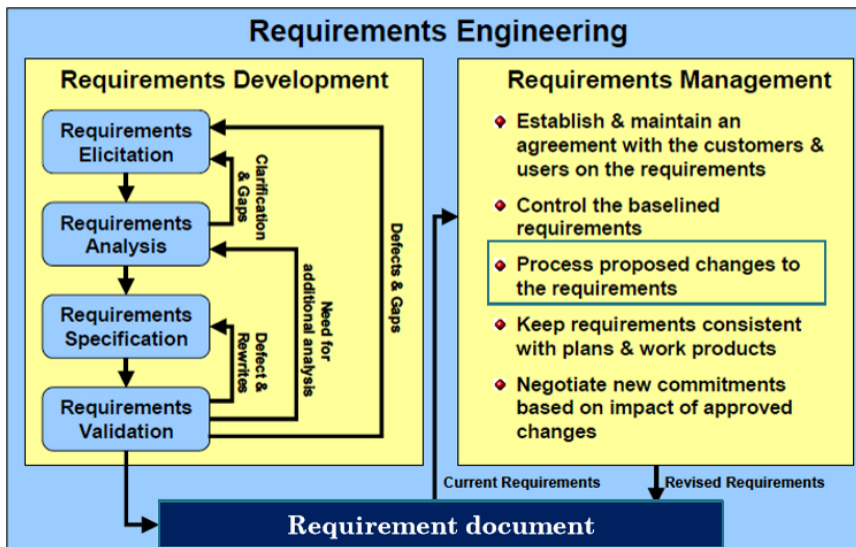 Requirements Engineering
Requirements Development
Requirements
Elicitation
Requirements
Analysis
Requirements
Specification
Requirements
Validation
Clarification
& Gaps
Defect &
Rewrites
Need for
additional analysis
Defects & Gaps
Requirements Management
Establish & maintain an
agreement with the customers &
users on the requirements
Control the baselined
requirements
Process proposed changes to
the requirements
Keep requirements consistent
with plans & work products
Negotiate new commitments
based on impact of approved
changes
Current Requirements
Revised Requirements
Requirement document